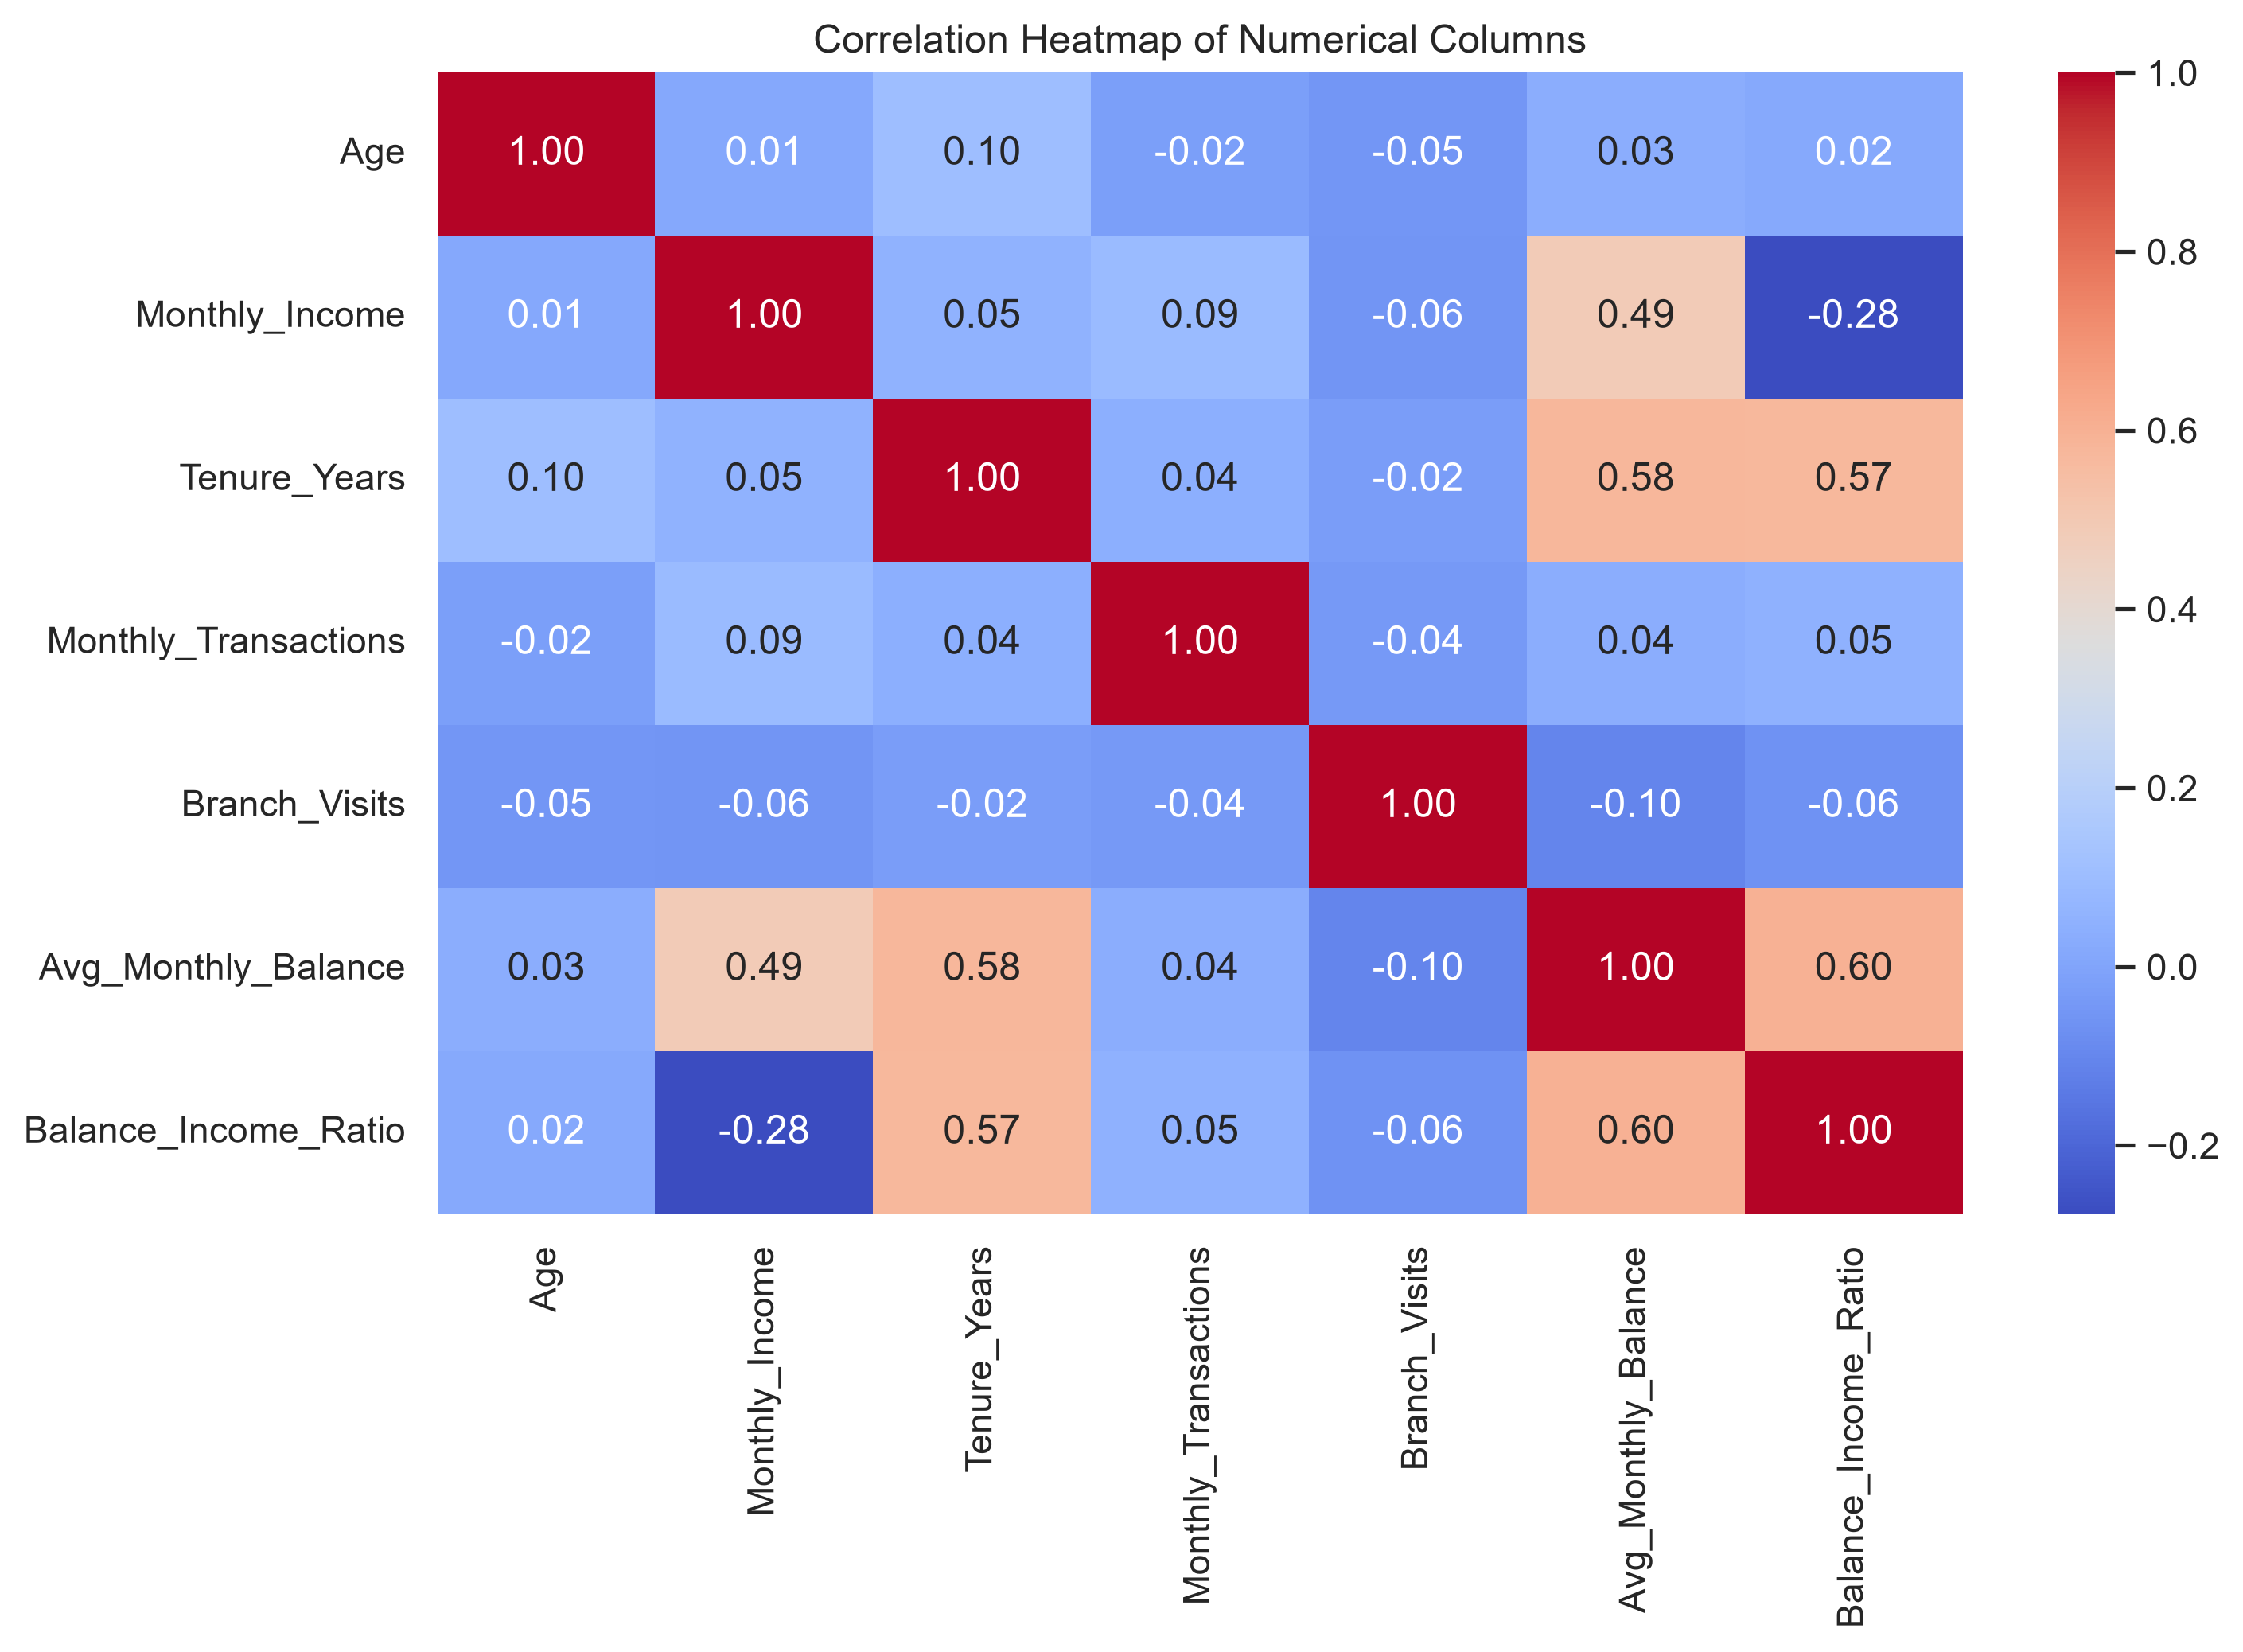 Correlation Heatmap of Numerical Columns
Age 1.00 0.01 0.10 -0.02 -0.05 0.03 0.02
Monthly_Income 0.01 1.00 0.05 0.09 -0.06 0.49 -0.28
Tenure_Years 0.10 0.05 1.00 0.04 -0.02 0.58 0.57
Monthly_Transactions -0.02 0.09 0.04 1.00 -0.04 0.04 0.05
Branch_Visits -0.05 -0.06 -0.02 -0.04 1.00 -0.10 -0.06
Avg_Monthly_Balance 0.03 0.49 0.58 0.04 -0.10 1.00 0.60
Balance_Income_Ratio 0.02 -0.28 0.57 0.05 -0.06 0.60 1.00
Age
Monthly_Income
Tenure_Years
Monthly_Transactions
Branch_Visits
Avg_Monthly_Balance
Balance_Income_Ratio
1.0
0.8
0.6
0.4
0.2
0.0
−0.2